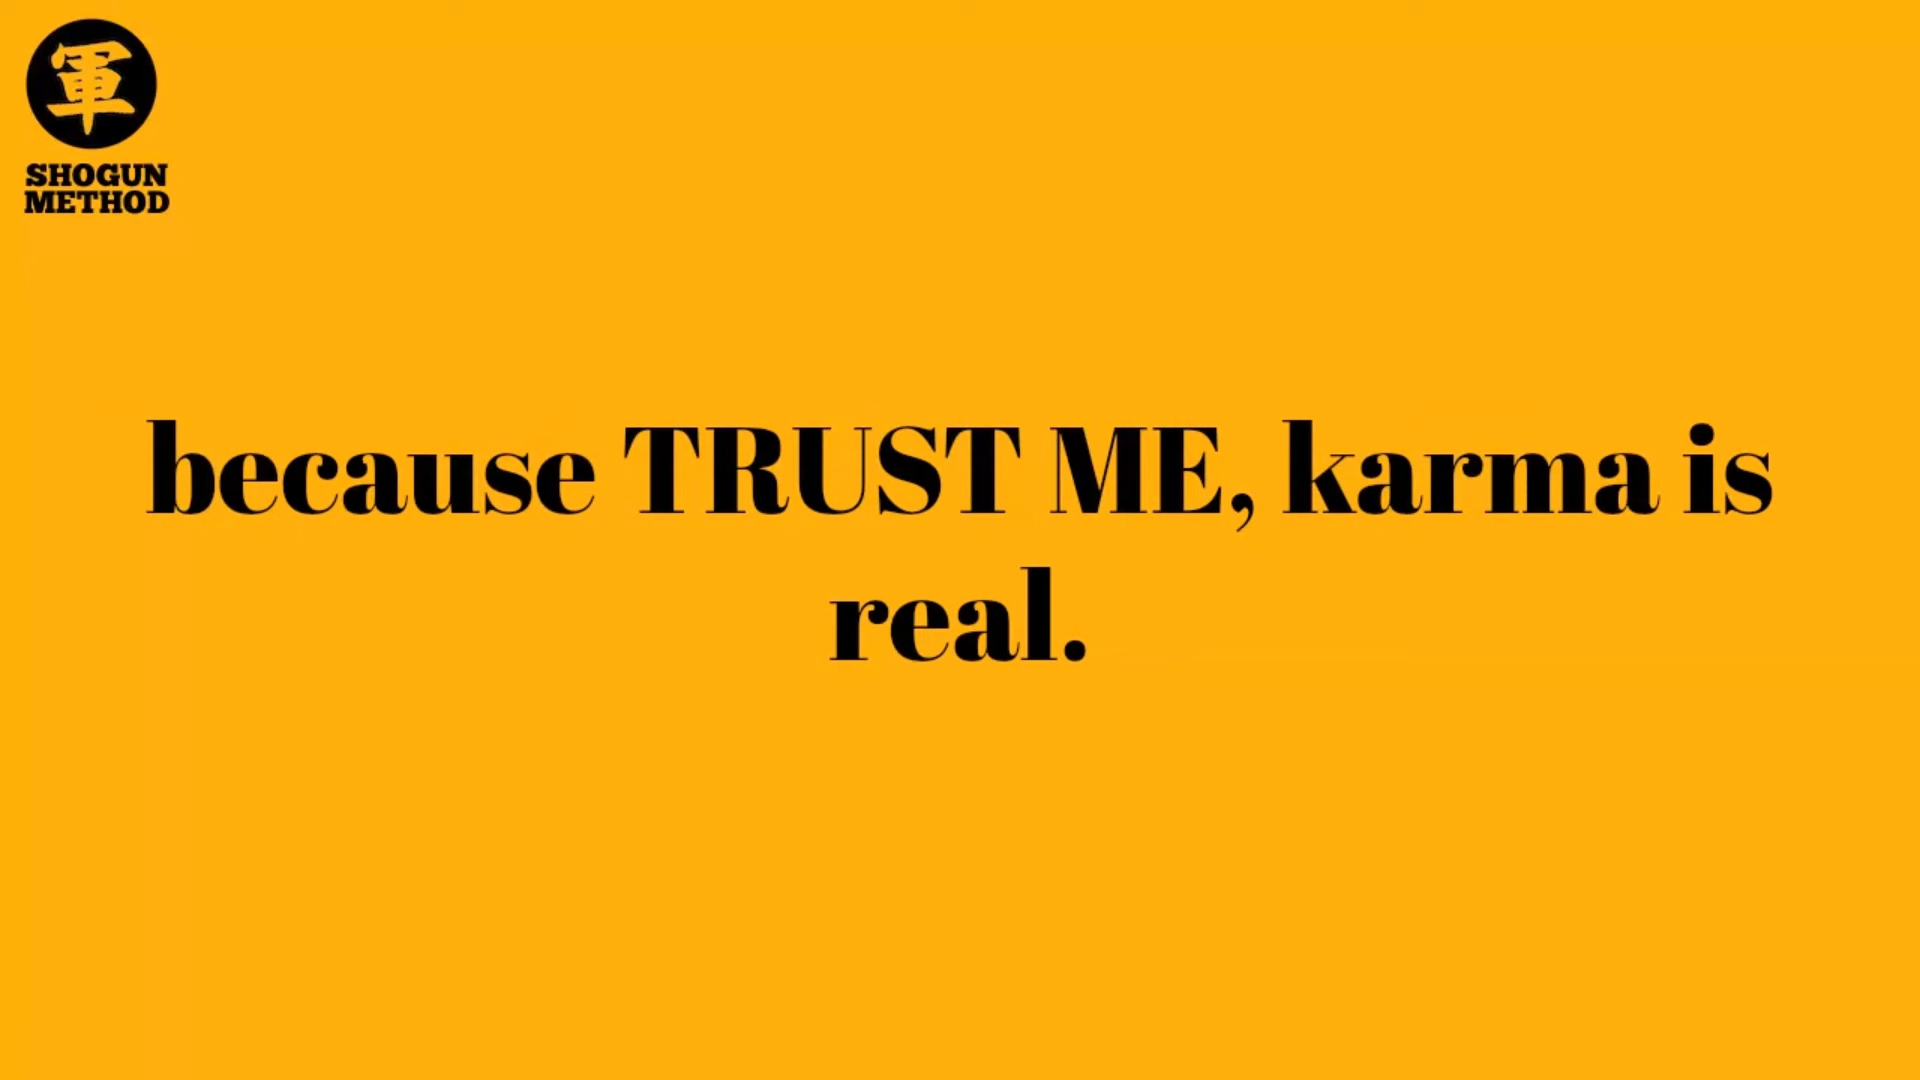 軍
SHOGUN
METHOD
because TRUST ME, karma is
real.